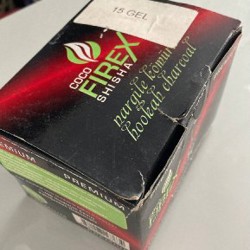 15 GEL
COCO
FIREX
SHISHA
nargile kömürü
hookah charcoal
PREMIUM
PREMIUM